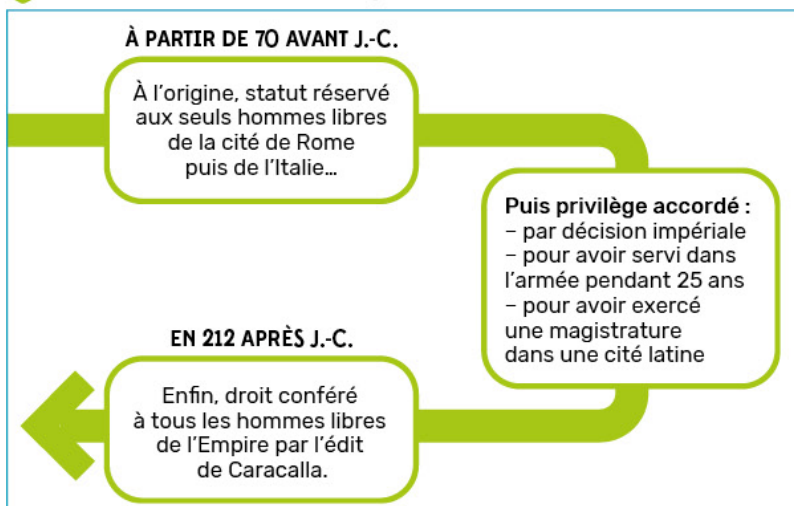 À PARTIR DE 70 AVANT J.-C.
À l'origine, statut réservé
aux seuls hommes libres
de la cité de Rome
puis de l'Italie…
Puis privilège accordé :
– par décision impériale
– pour avoir servi dans
l'armée pendant 25 ans
– pour avoir exercé
une magistrature
dans une cité latine
EN 212 APRÈS J.-C.
Enfin, droit conféré
à tous les hommes libres
de l'Empire par l'édit
de Caracalla.